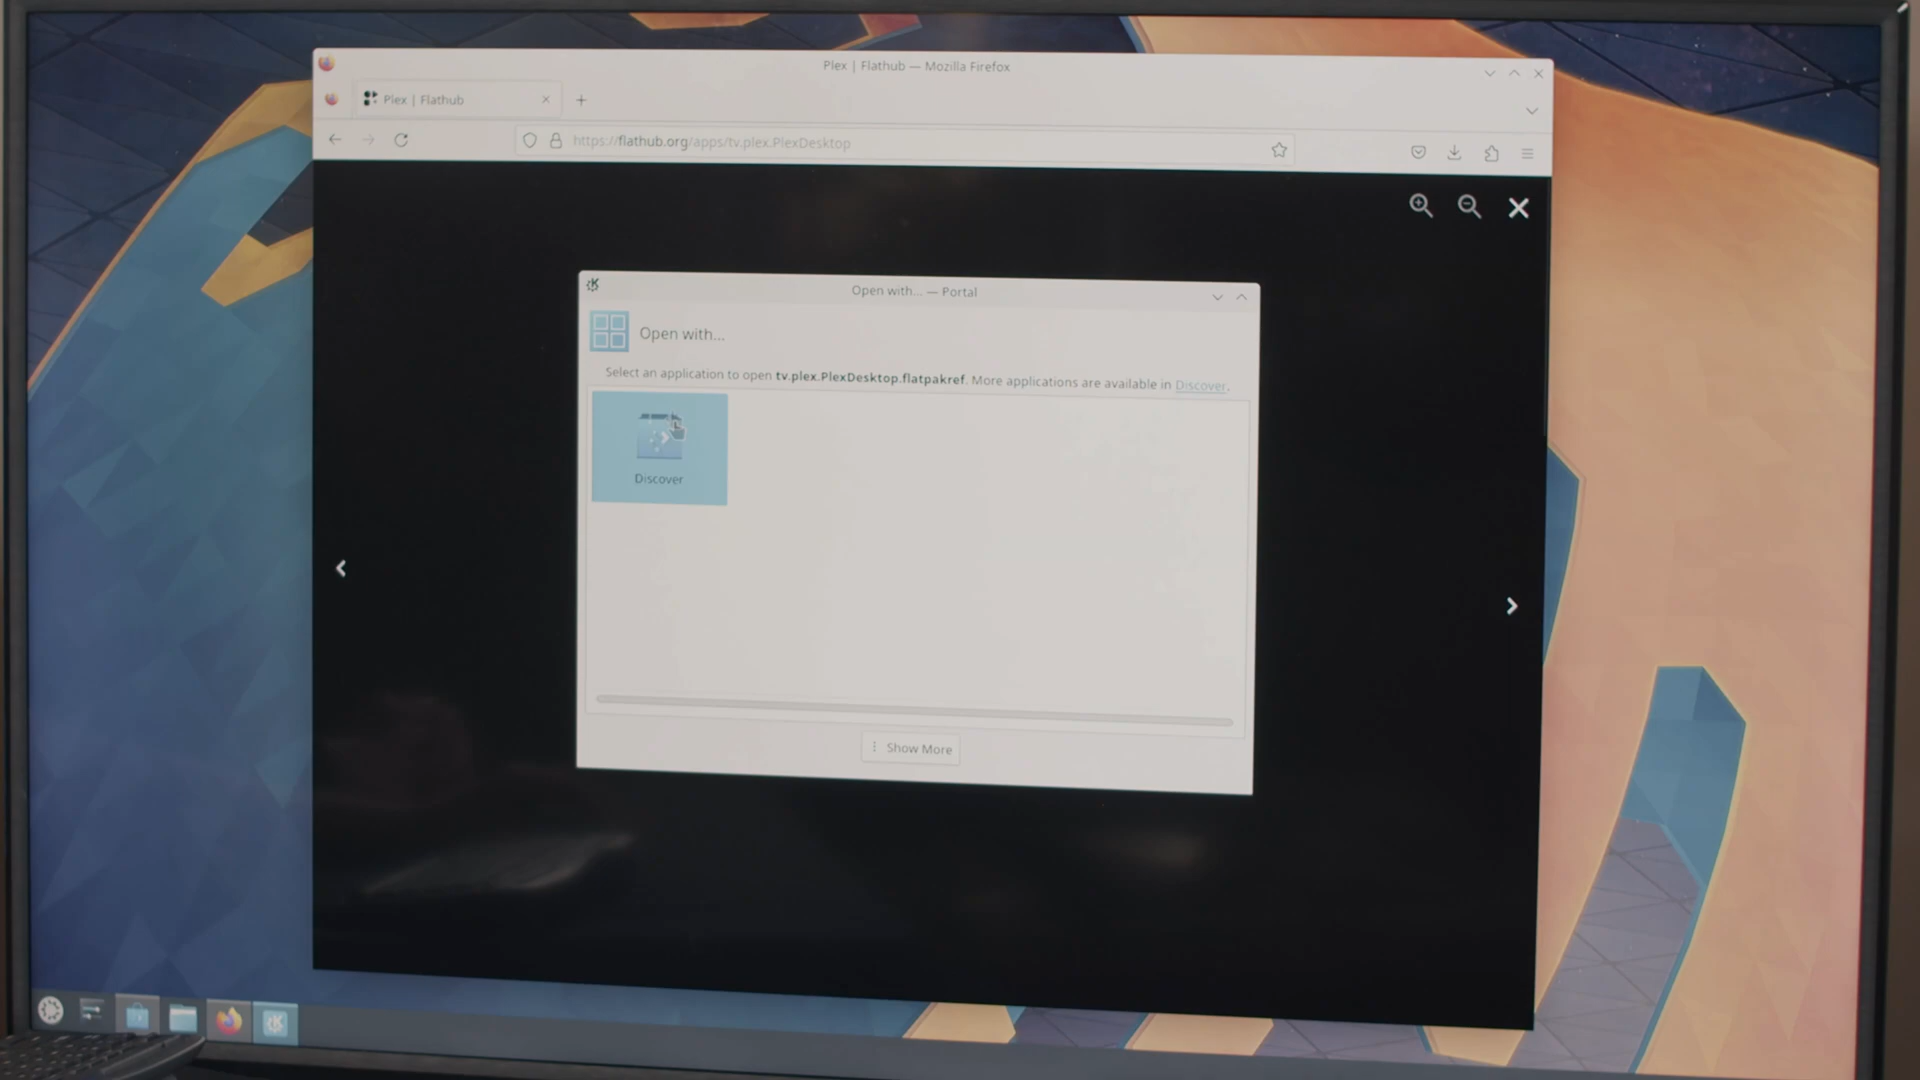 Plex | Flathub — Mozilla Firefox
Plex | Flathub
https://flathub.org/apps/tv.plex.PlexDesktop
Open with... — Portal
Open with...
Select an application to open tv.plex.PlexDesktop.flatpakref. More applications are available in Discover.
Discover
Show More